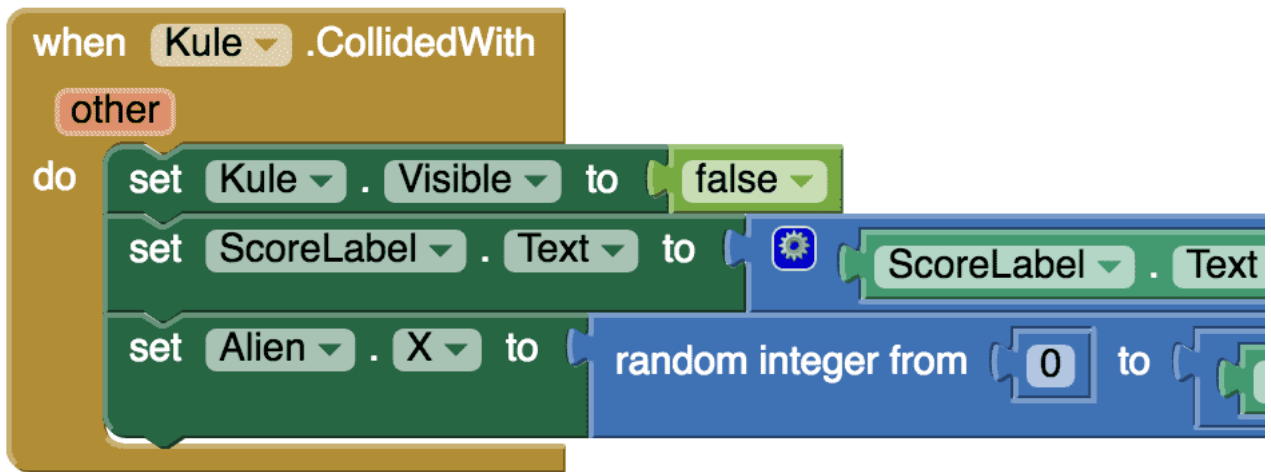 when Kule .CollidedWith
other
do set Kule . Visible to false
set ScoreLabel . Text to ScoreLabel . Text
set Alien . X to random integer from 0 to